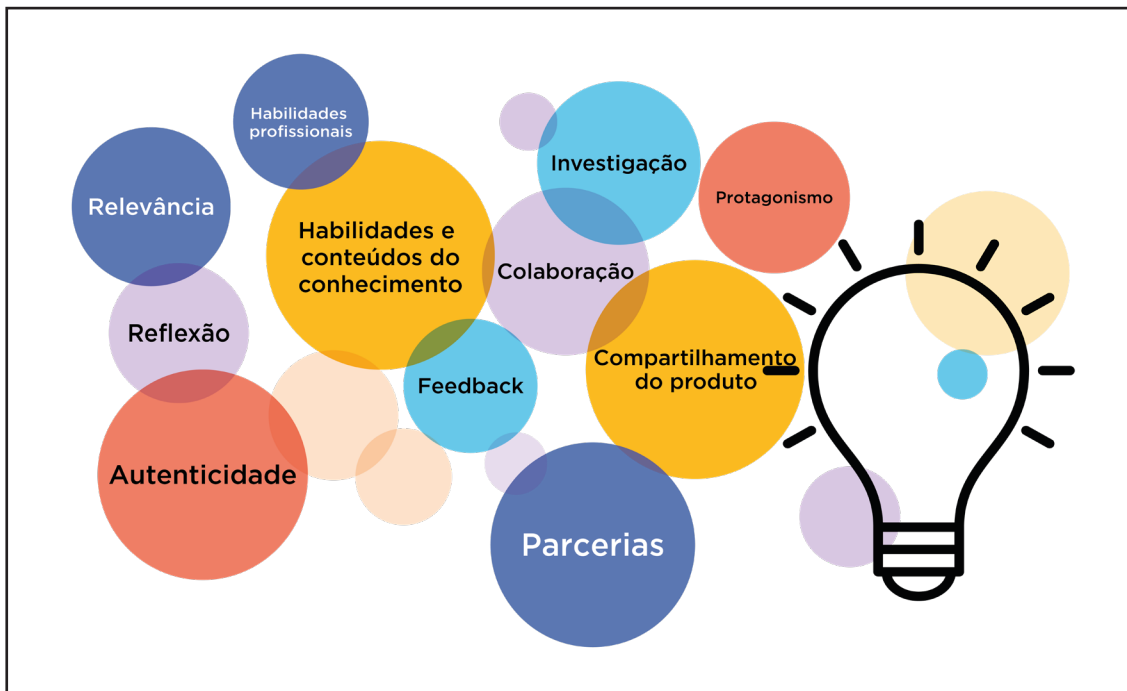 Habilidades
profissionais
Relevância
Investigação
Protagonismo
Habilidades e
conteúdos do
conhecimento
Colaboração
Reflexão
Feedback
Compartilhamento
do produto
Autenticidade
Parcerias